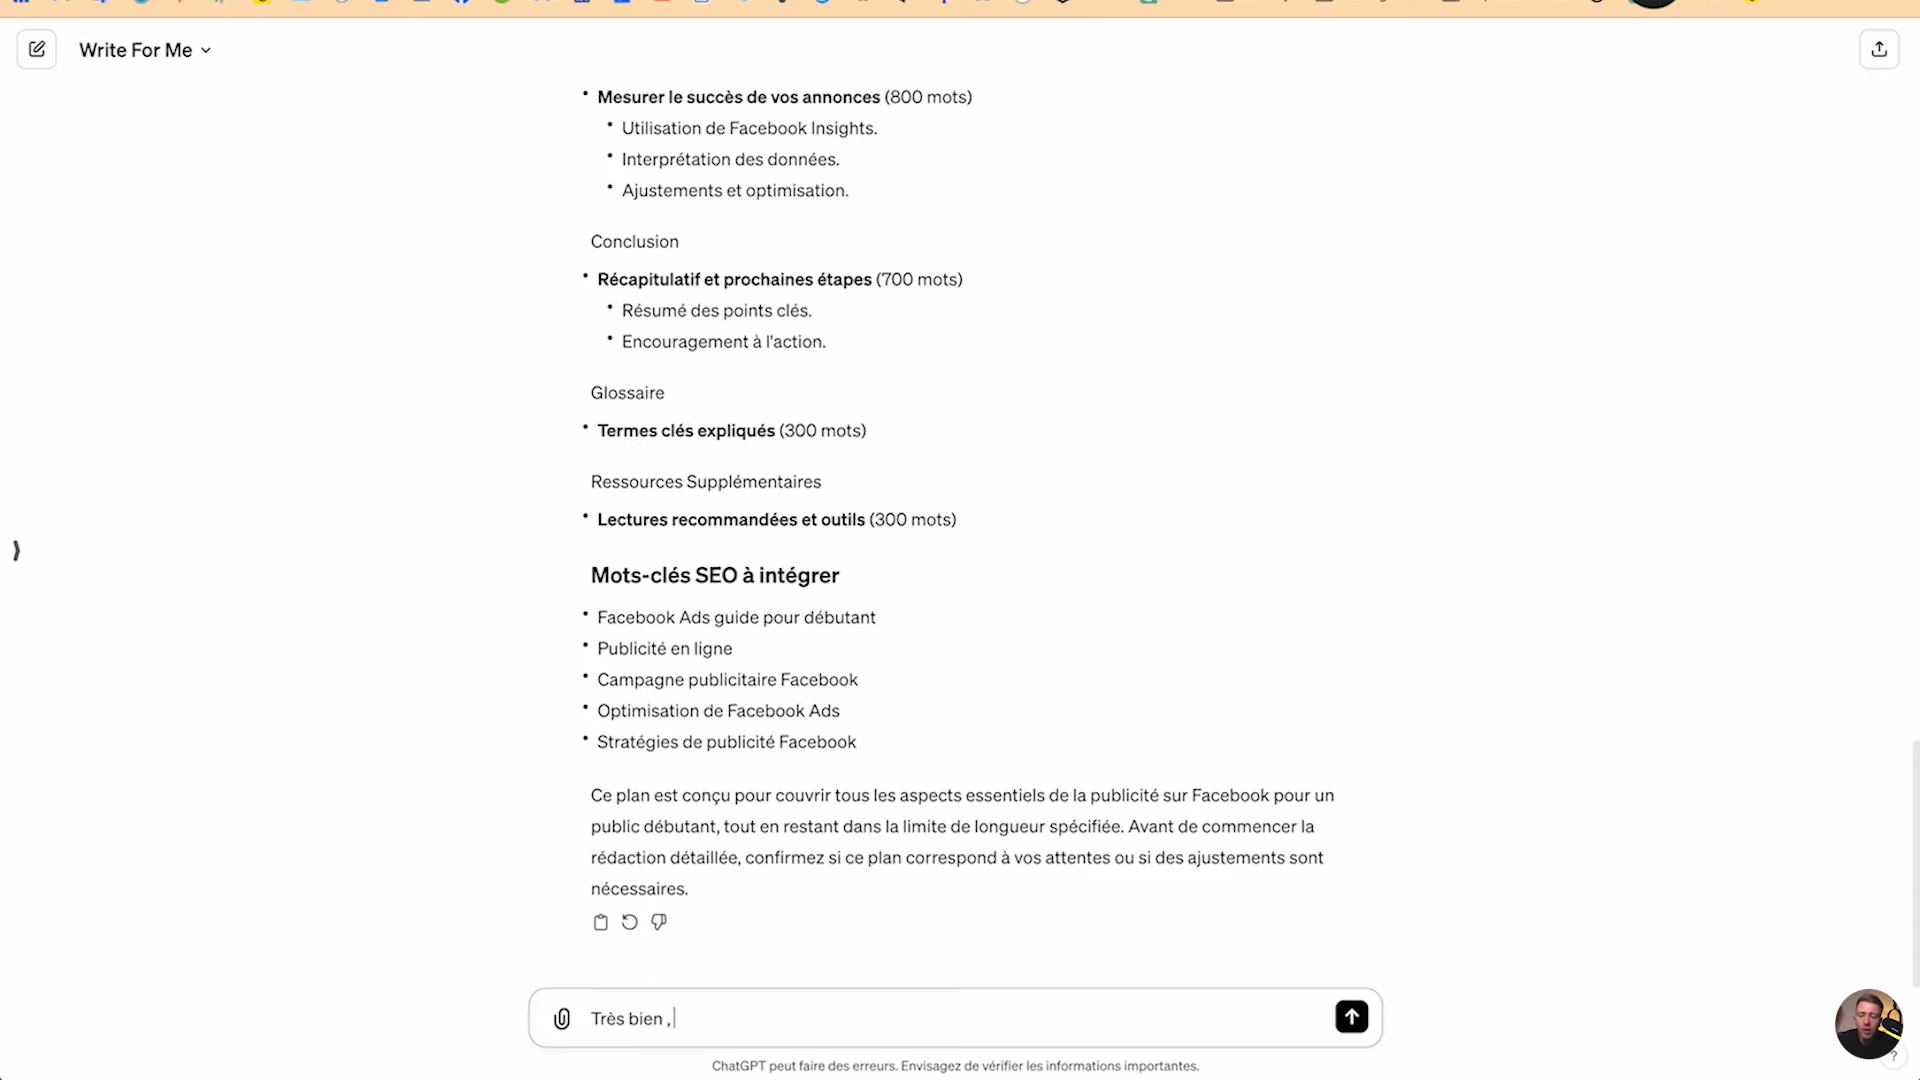 Write For Me
Mesurer le succès de vos annonces (800 mots)
Utilisation de Facebook Insights.
Interprétation des données.
Ajustements et optimisation.
Conclusion
Récapitulatif et prochaines étapes (700 mots)
Résumé des points clés.
Encouragement à l'action.
Glossaire
Termes clés expliqués (300 mots)
Ressources Supplémentaires
Lectures recommandées et outils (300 mots)
Mots-clés SEO à intégrer
Facebook Ads guide pour débutant
Publicité en ligne
Campagne publicitaire Facebook
Optimisation de Facebook Ads
Stratégies de publicité Facebook
Ce plan est conçu pour couvrir tous les aspects essentiels de la publicité sur Facebook pour un
public débutant, tout en restant dans la limite de longueur spécifiée. Avant de commencer la
rédaction détaillée, confirmez si ce plan correspond à vos attentes ou si des ajustements sont
nécessaires.
Très bien ,
ChatGPT peut faire des erreurs. Envisagez de vérifier les informations importantes.
?